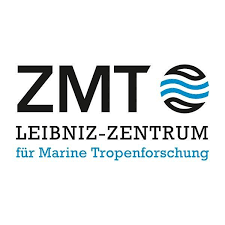 ZMT
LEIBNIZ-ZENTRUM
für Marine Tropenforschung